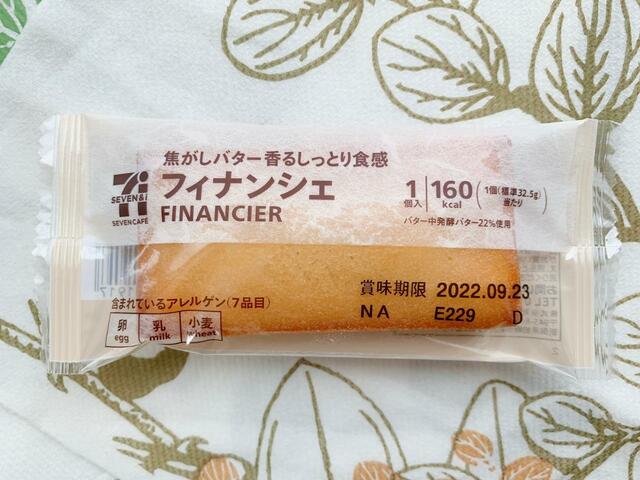 焦がしバター香るしっとり食感
フィナンシェ
FINANCIER
SEVEN&i
SEVEN CAFÉ
1個入
160kcal
1個(標準32.5g)当たり
バター中発酵バター22%使用
賞味期限 2022.09.23
NA E229 D
含まれているアレルゲン(7品目)
卵 乳 小麦
egg milk wheat